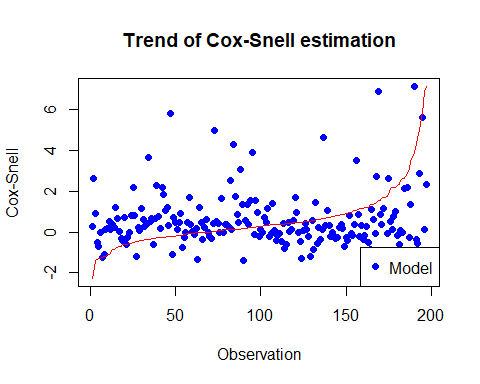 Trend of Cox-Snell estimation
Cox-Snell
6
4
2
0
-2
Model
0
50
100
150
200
Observation